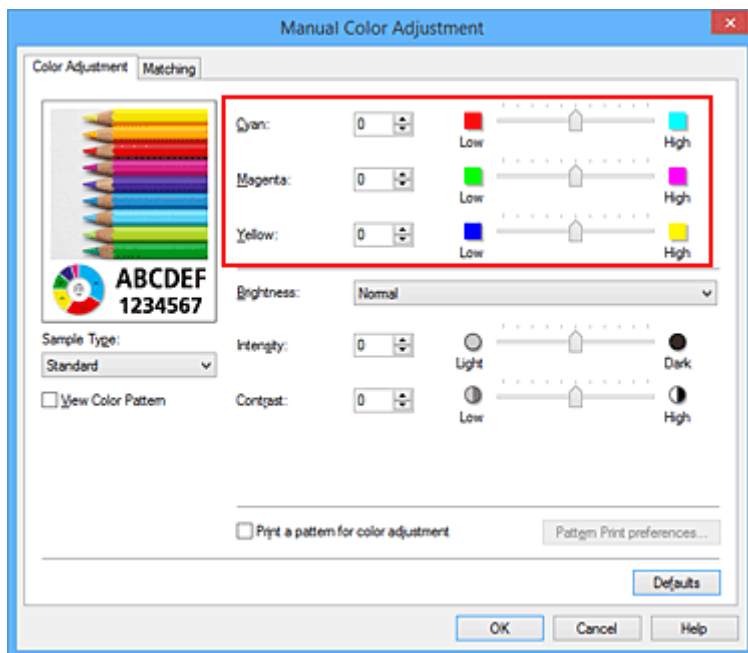 Manual Color Adjustment
Color Adjustment Matching
Cyan: 0 Low High
Magenta: 0 Low High
Yellow: 0 Low High
ABCDEF
1234567
Brightness: Normal
Sample Type:
Standard
Intensity: 0 Light Dark
View Color Pattern
Contrast: 0 Low High
Print a pattern for color adjustment Pattern Print preferences...
Defaults
OK Cancel Help